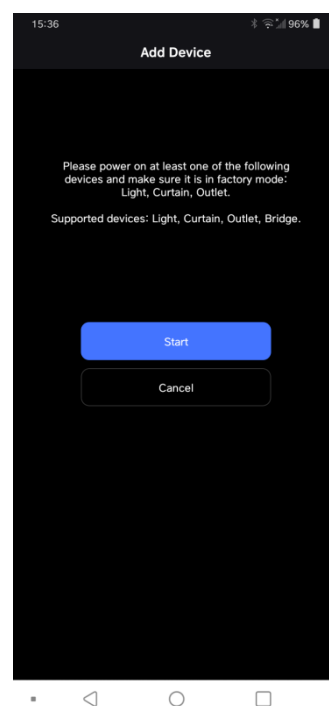 15:36
96%
Add Device
Please power on at least one of the following
devices and make sure it is in factory mode:
Light, Curtain, Outlet.
Supported devices: Light, Curtain, Outlet, Bridge.
Start
Cancel